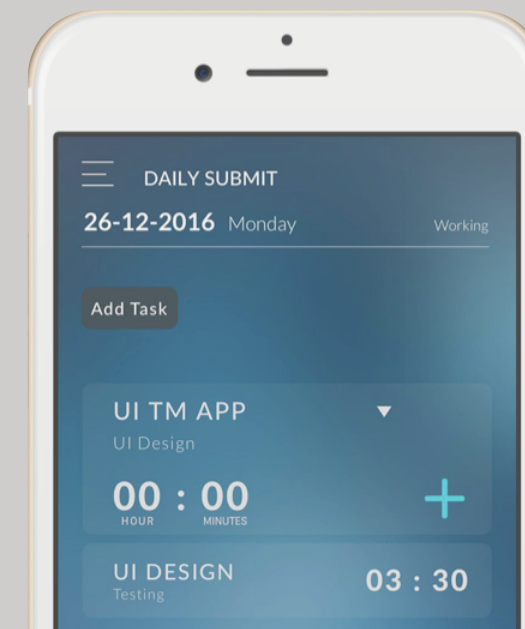 DAILY SUBMIT
26-12-2016 Monday Working
Add Task
UI TM APP
UI Design
00 : 00
HOUR MINUTES
UI DESIGN 03 : 30
Testing